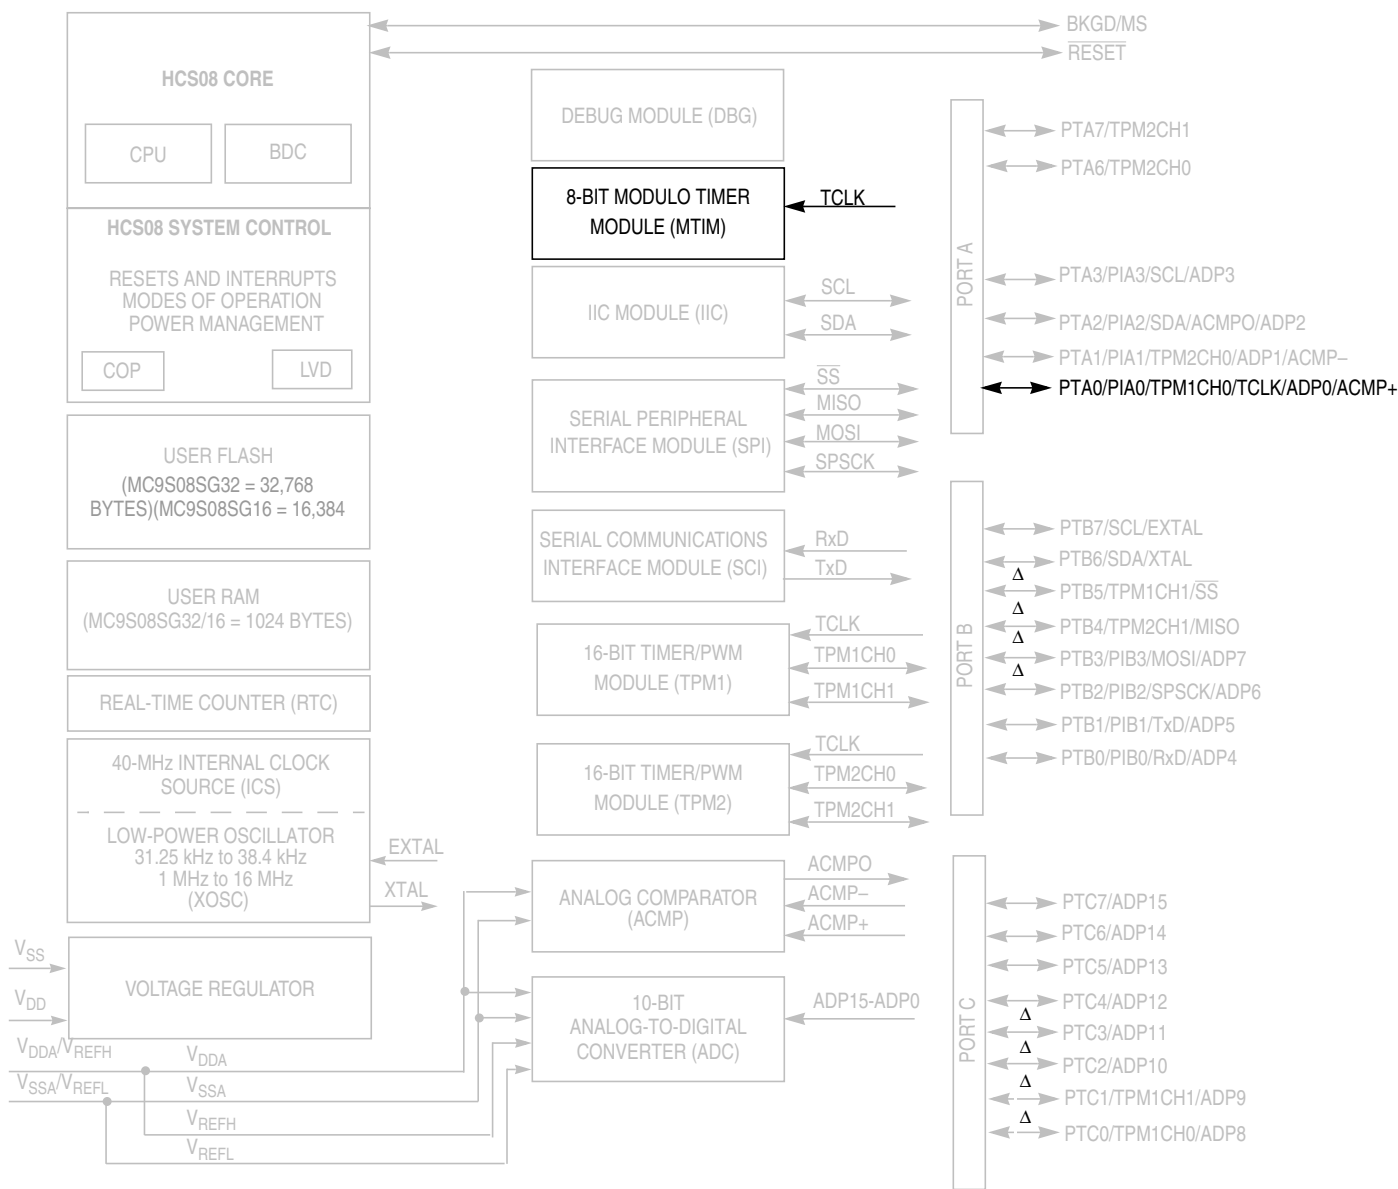 BKGD/MS
RESET
HCS08 CORE
CPU
BDC
HCS08 SYSTEM CONTROL
RESETS AND INTERRUPTS
MODES OF OPERATION
POWER MANAGEMENT
COP
LVD
USER FLASH
(MC9S08SG32 = 32,768
BYTES)(MC9S08SG16 = 16,384
USER RAM
(MC9S08SG32/16 = 1024 BYTES)
REAL-TIME COUNTER (RTC)
40-MHz INTERNAL CLOCK
SOURCE (ICS)
LOW-POWER OSCILLATOR
31.25 kHz to 38.4 kHz
1 MHz to 16 MHz
(XOSC)
EXTAL
XTAL
VSS
VDD
VOLTAGE REGULATOR
VDDA/VREFH
VSSA/VREFL
VDDA
VSSA
VREFH
VREFL
DEBUG MODULE (DBG)
8-BIT MODULO TIMER
MODULE (MTIM)
TCLK
IIC MODULE (IIC)
SCL
SDA
SERIAL PERIPHERAL
INTERFACE MODULE (SPI)
SS
MISO
MOSI
SPSCK
SERIAL COMMUNICATIONS
INTERFACE MODULE (SCI)
RxD
TxD
16-BIT TIMER/PWM
MODULE (TPM1)
TCLK
TPM1CH0
TPM1CH1
16-BIT TIMER/PWM
MODULE (TPM2)
TCLK
TPM2CH0
TPM2CH1
ANALOG COMPARATOR
(ACMP)
ACMPO
ACMP–
ACMP+
10-BIT
ANALOG-TO-DIGITAL
CONVERTER (ADC)
ADP15-ADP0
PORT A
PTA7/TPM2CH1
PTA6/TPM2CH0
PTA3/PIA3/SCL/ADP3
PTA2/PIA2/SDA/ACMPO/ADP2
PTA1/PIA1/TPM2CH0/ADP1/ACMP–
PTA0/PIA0/TPM1CH0/TCLK/ADP0/ACMP+
PORT B
PTB7/SCL/EXTAL
PTB6/SDA/XTAL
Δ
PTB5/TPM1CH1/SS
Δ
PTB4/TPM2CH1/MISO
Δ
PTB3/PIB3/MOSI/ADP7
Δ
PTB2/PIB2/SPSCK/ADP6
PTB1/PIB1/TxD/ADP5
PTB0/PIB0/RxD/ADP4
PORT C
PTC7/ADP15
PTC6/ADP14
PTC5/ADP13
PTC4/ADP12
Δ
PTC3/ADP11
Δ
PTC2/ADP10
Δ
PTC1/TPM1CH1/ADP9
Δ
PTC0/TPM1CH0/ADP8